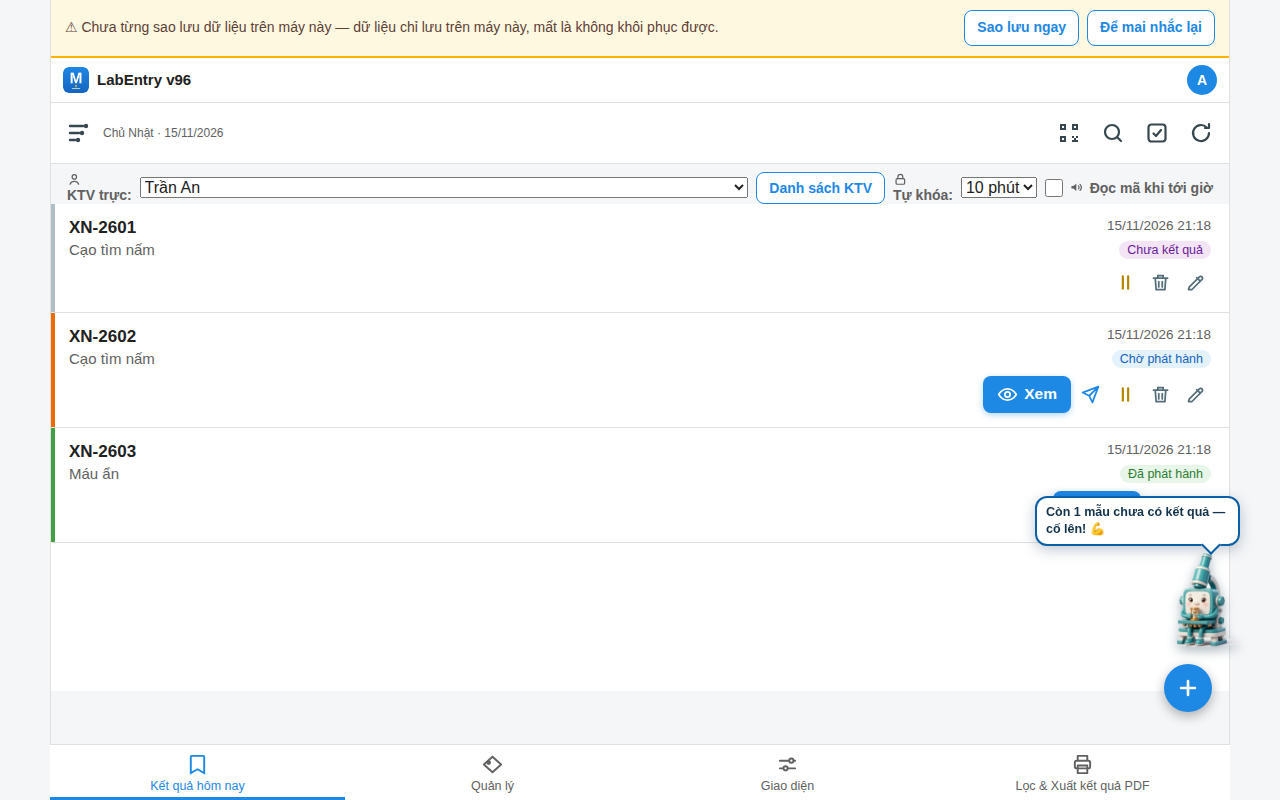 ⚠ Chưa từng sao lưu dữ liệu trên máy này — dữ liệu chỉ lưu trên máy này, mất là không khôi phục được.
Sao lưu ngay
Để mai nhắc lại
M
LabEntry v96
A
Chủ Nhật · 15/11/2026
KTV trực:
Trần An
Danh sách KTV
Tự khóa:
10 phút
Đọc mã khi tới giờ
XN-2601
15/11/2026 21:18
Cạo tìm nấm
Chưa kết quả
XN-2602
15/11/2026 21:18
Cạo tìm nấm
Chờ phát hành
Xem
XN-2603
15/11/2026 21:18
Máu ẩn
Đã phát hành
Còn 1 mẫu chưa có kết quả —
cố lên! 💪
Kết quả hôm nay
Quản lý
Giao diện
Lọc & Xuất kết quả PDF